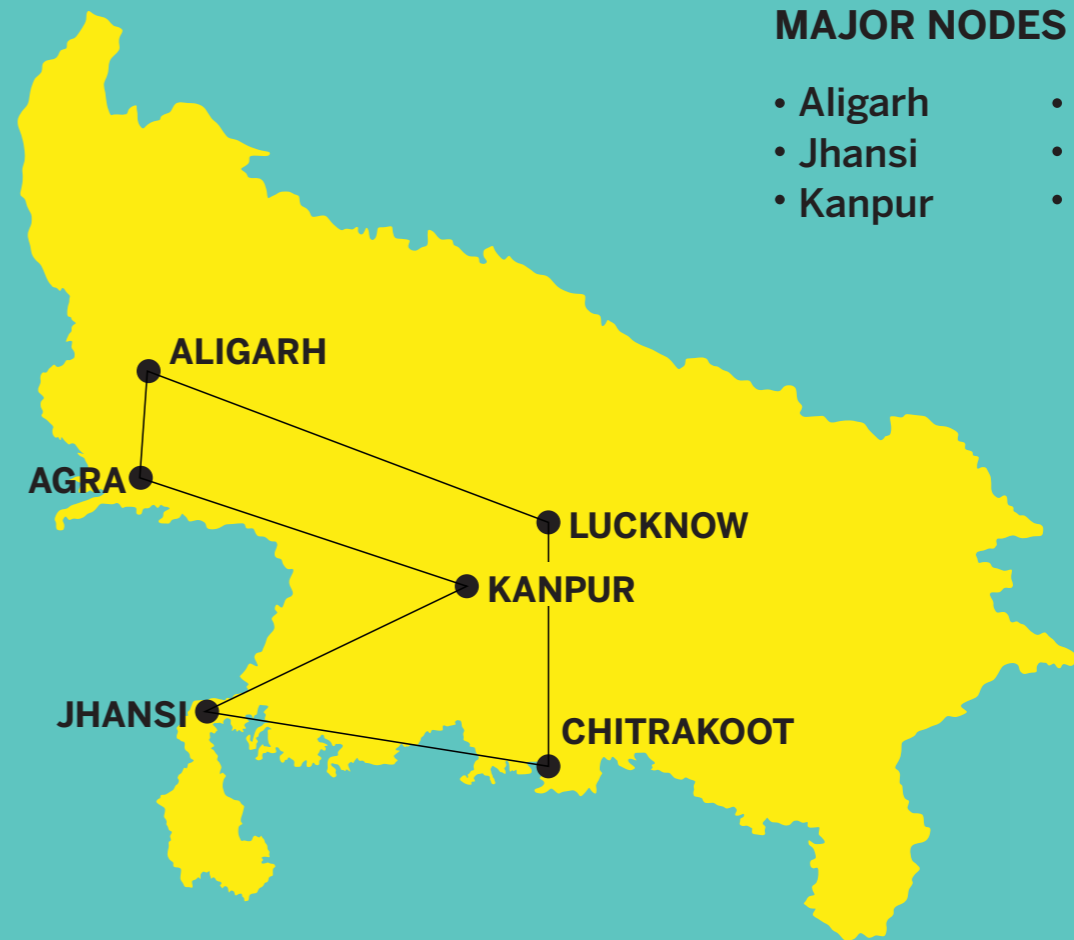 MAJOR NODES
• Aligarh •
• Jhansi •
• Kanpur •
ALIGARH
AGRA
LUCKNOW
KANPUR
JHANSI
CHITRAKOOT